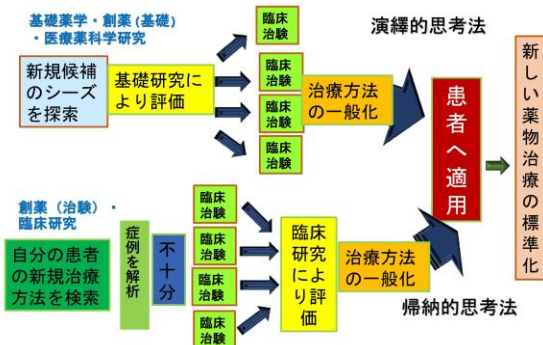 基礎薬学・創薬(基礎)
・医療薬科学研究
演繹的思考法
新規候補
のシーズ
を探索
基礎研究に
より評価
臨床
治験
臨床
治験
臨床
治験
臨床
治験
治療方法
の一般化
患者へ適用
新しい薬物治療の標準化
創薬（治験）・
臨床研究
自分の患者
の新規治療
方法を検索
症例を解析
不十分
臨床
治験
臨床
治験
臨床
治験
臨床
治験
臨床
研究に
より評
価
治療方法
の一般化
帰納的思考法